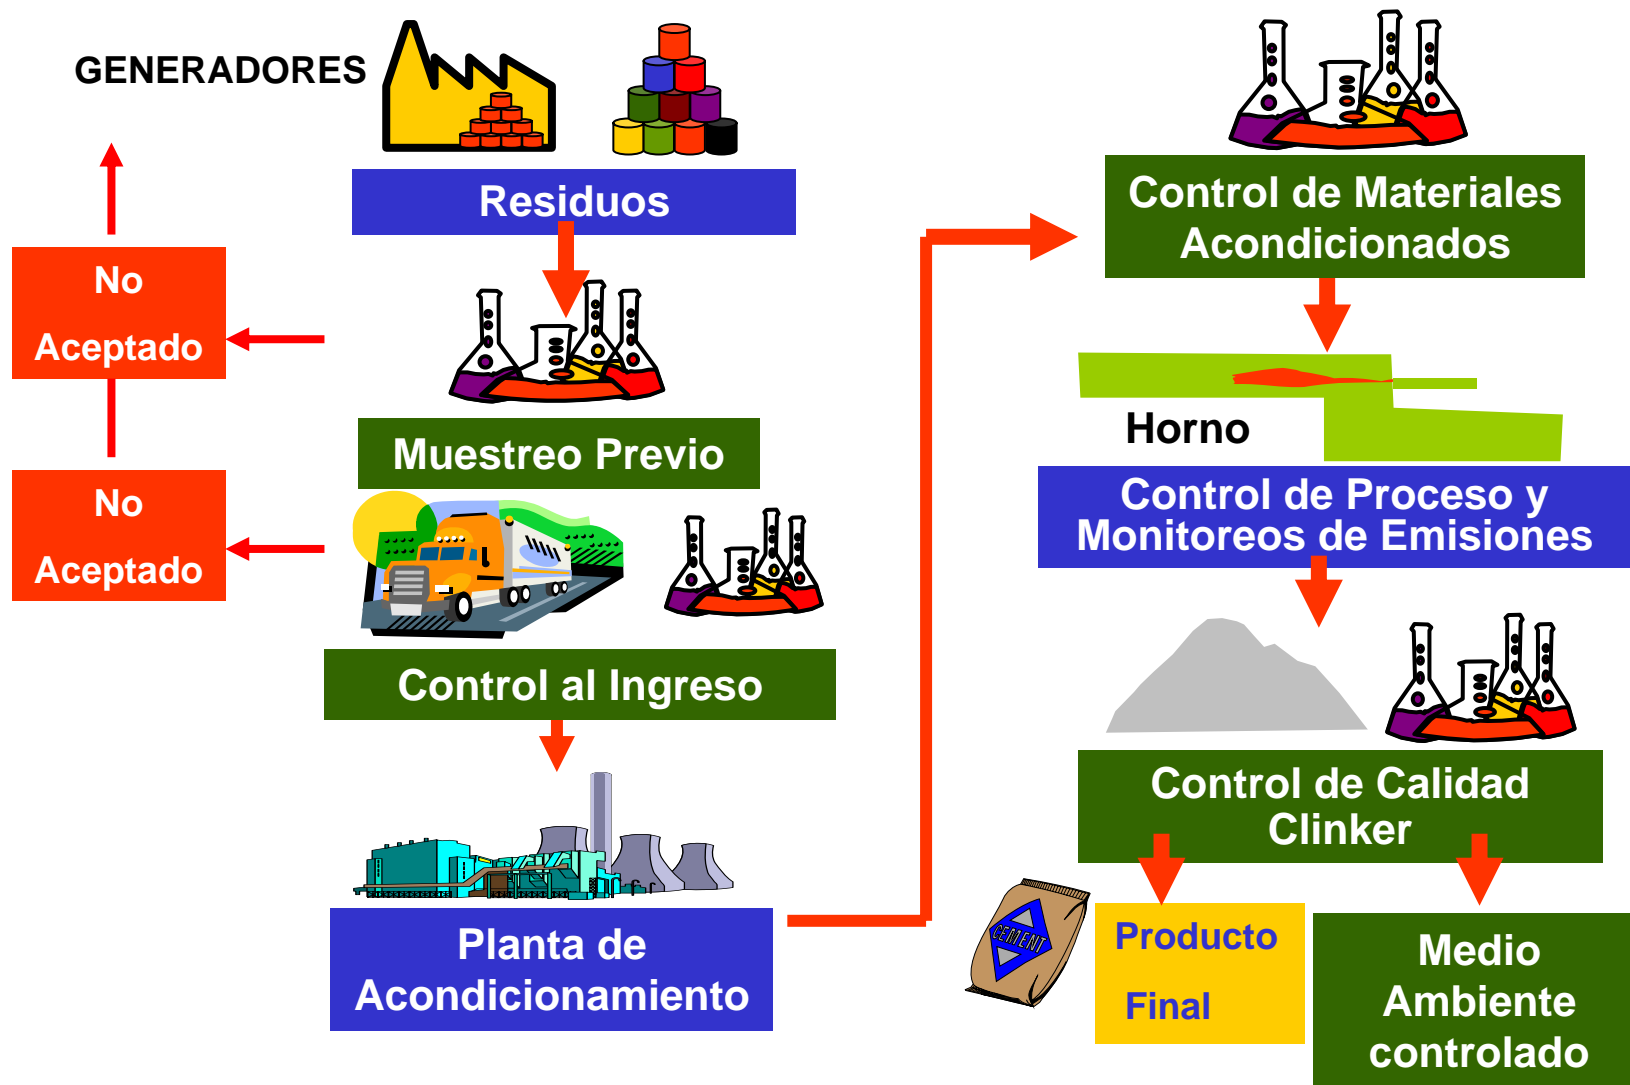 GENERADORES
Residuos
No
Aceptado
Muestreo Previo
No
Aceptado
Control al Ingreso
Planta de
Acondicionamiento
Control de Materiales
Acondicionados
Horno
Control de Proceso y
Monitoreos de Emisiones
Control de Calidad
Clinker
CEMENT
Producto
Final
Medio
Ambiente
controlado